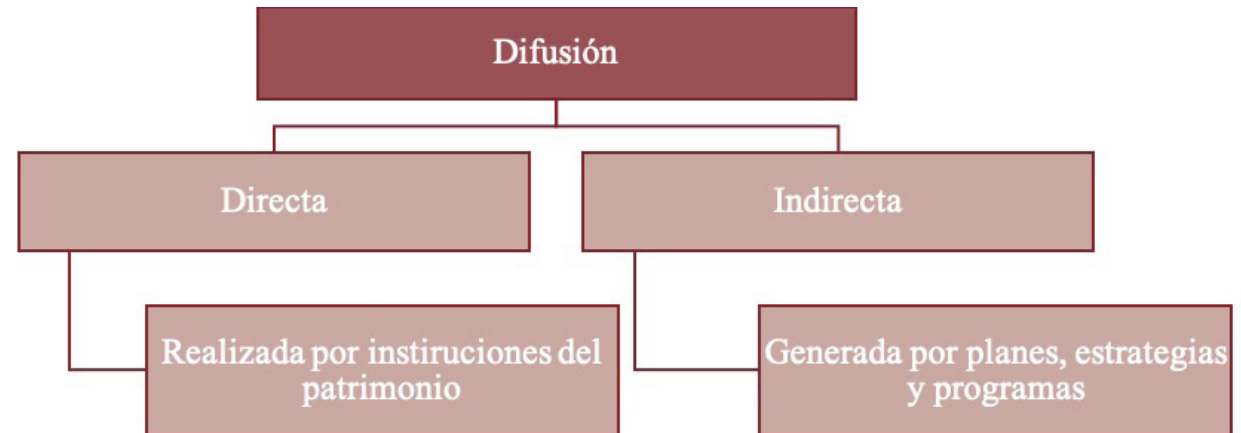 Difusión
Directa
Indirecta
Realizada por instiruciones del
patrimonio
Generada por planes, estrategias
y programas